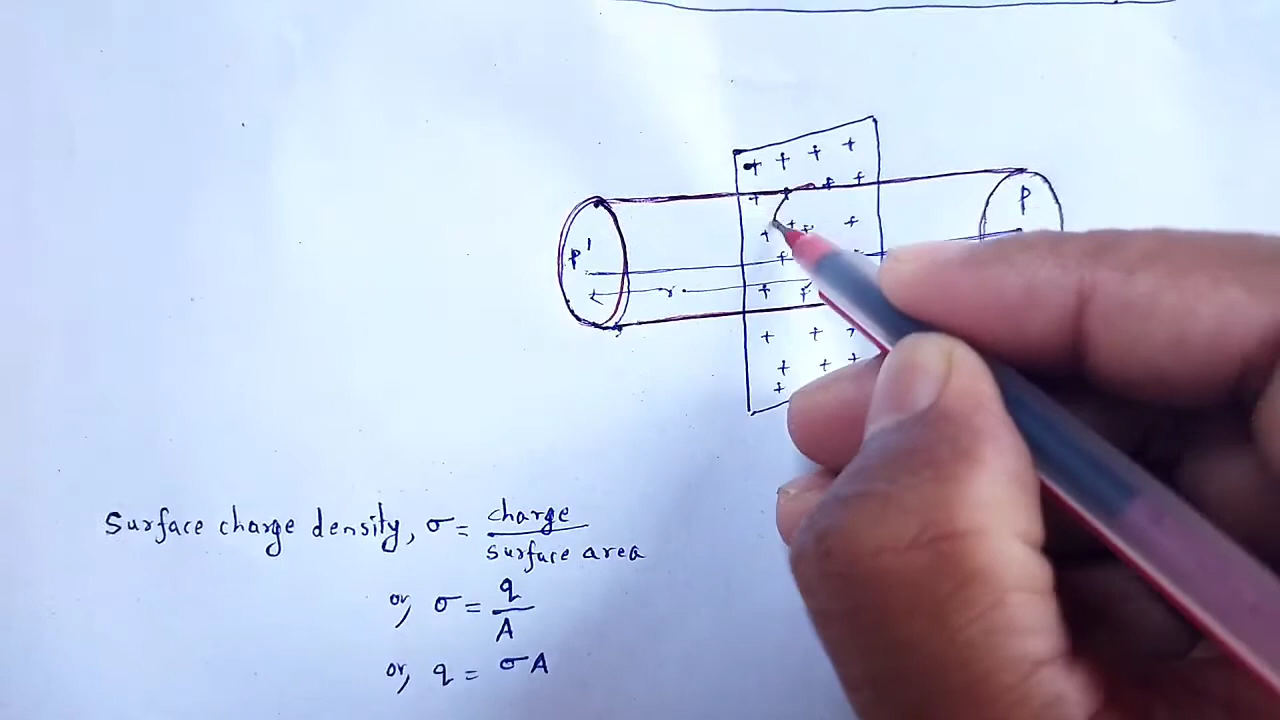 P
P'
r
Surface charge density, σ = charge / surface area
or, σ = q / A
or, q = σA